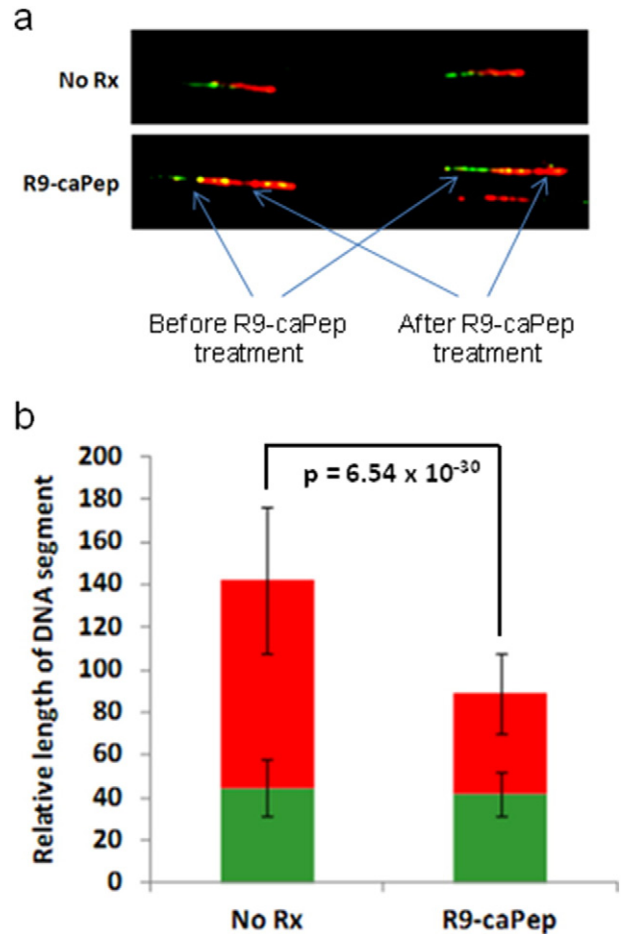 a
No Rx
R9-caPep
Before R9-caPep
treatment
After R9-caPep
treatment
b
Relative length of DNA segment
200
180
160
140
120
100
80
60
40
20
0
p = 6.54 x 10⁻³⁰
No Rx
R9-caPep